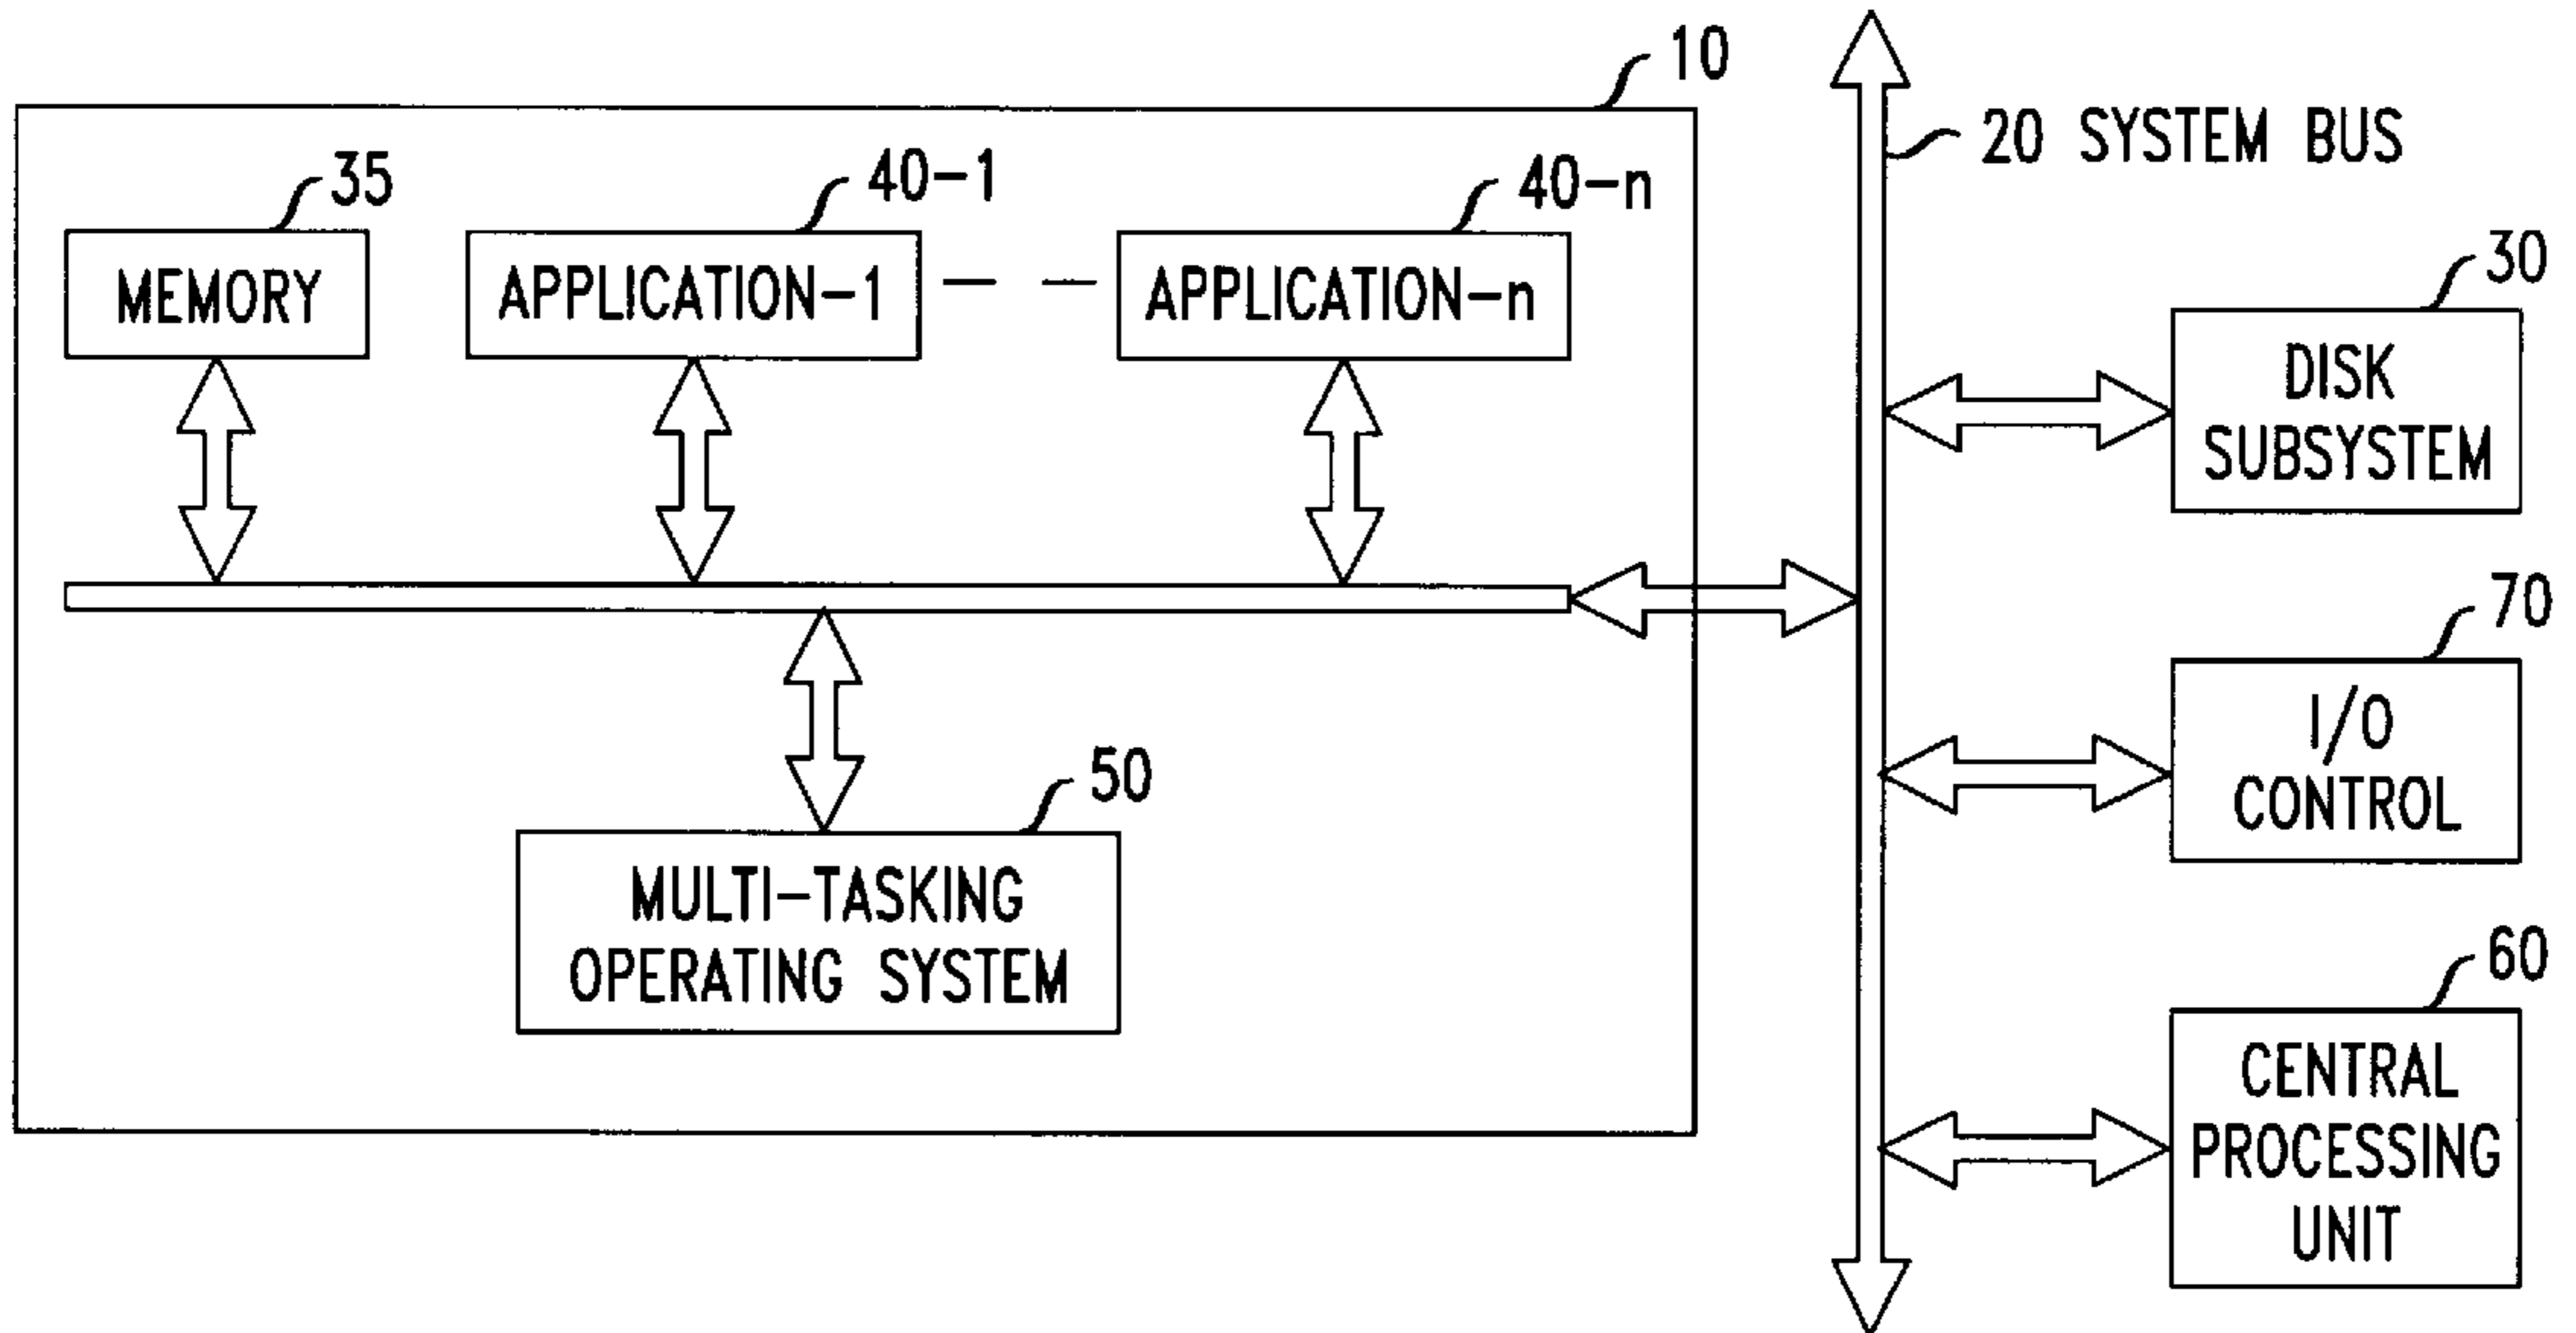 10
20 SYSTEM BUS
35
40-1
40-n
MEMORY
APPLICATION-1
APPLICATION-n
30
DISK
SUBSYSTEM
70
I/O
CONTROL
50
MULTI-TASKING
OPERATING SYSTEM
60
CENTRAL
PROCESSING
UNIT